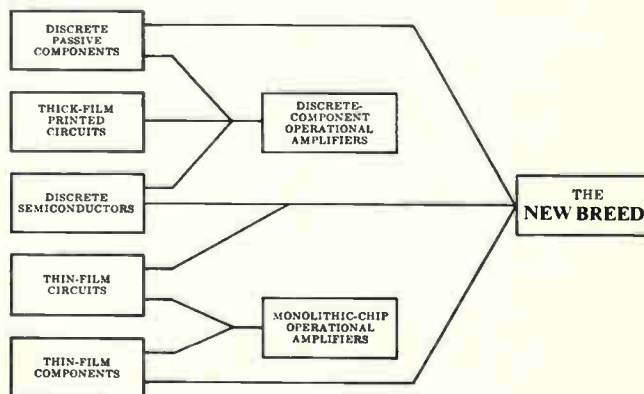 DISCRETE
PASSIVE
COMPONENTS
THICK-FILM
PRINTED
CIRCUITS
DISCRETE-
COMPONENT
OPERATIONAL
AMPLIFIERS
DISCRETE
SEMICONDUCTORS
THE
NEW BREED
THIN-FILM
CIRCUITS
MONOLITHIC-CHIP
OPERATIONAL
AMPLIFIERS
THIN-FILM
COMPONENTS